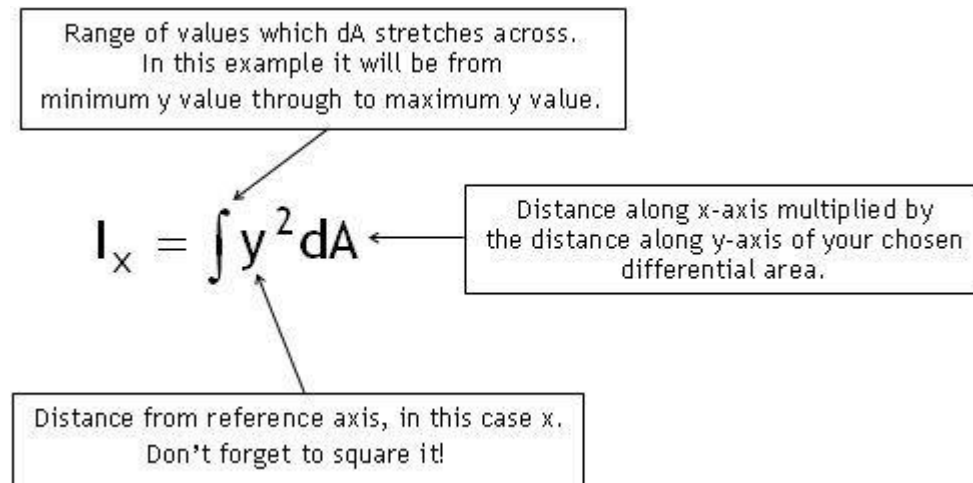 Range of values which dA stretches across.
In this example it will be from
minimum y value through to maximum y value.
Iₓ = ∫y²dA
Distance along x-axis multiplied by
the distance along y-axis of your chosen
differential area.
Distance from reference axis, in this case x.
Don't forget to square it!